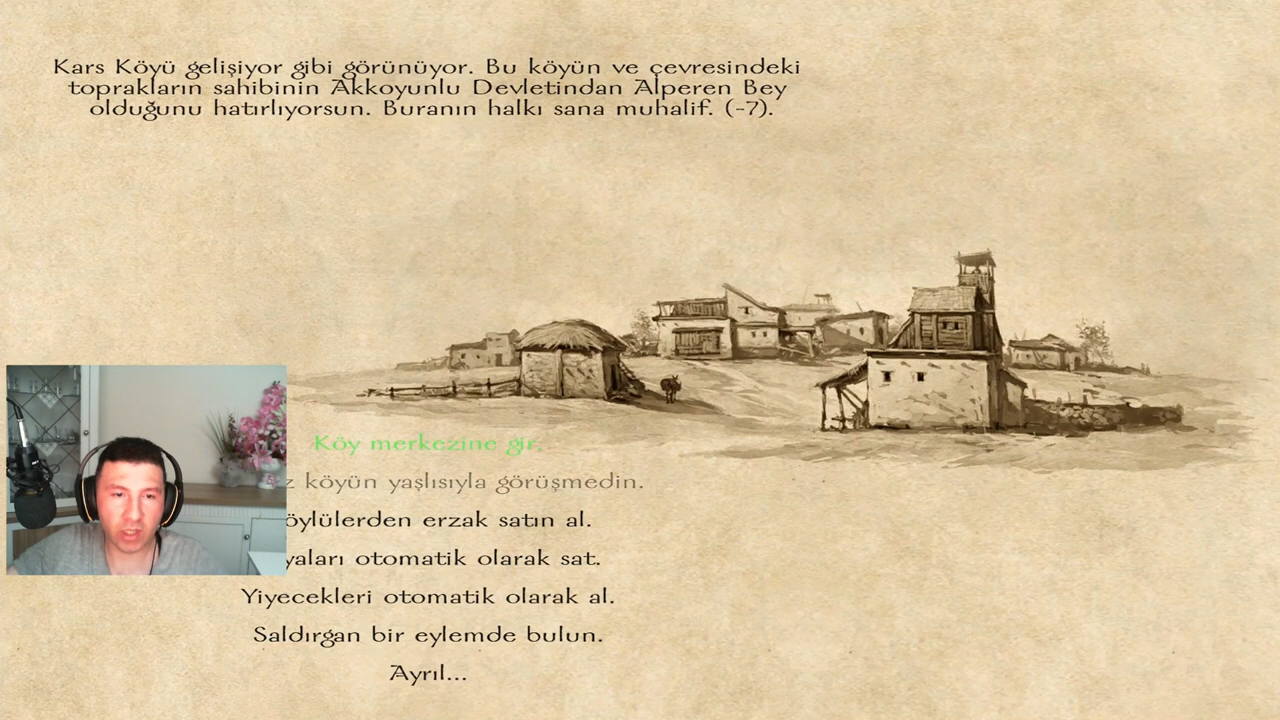 Kars Köyü gelişiyor gibi görünüyor. Bu köyün ve çevresindeki
toprakların sahibinin Akkoyunlu Devletindan Alperen Bey
olduğunu hatırlıyorsun. Buranın halkı sana muhalif. (-7).
Köy merkezine gir.
köyün yaşlısıyla görüşmedin.
erzak satın al.
otomatik olarak sat.
Yiyecekleri otomatik olarak al.
Saldırgan bir eylemde bulun.
Ayrıl...